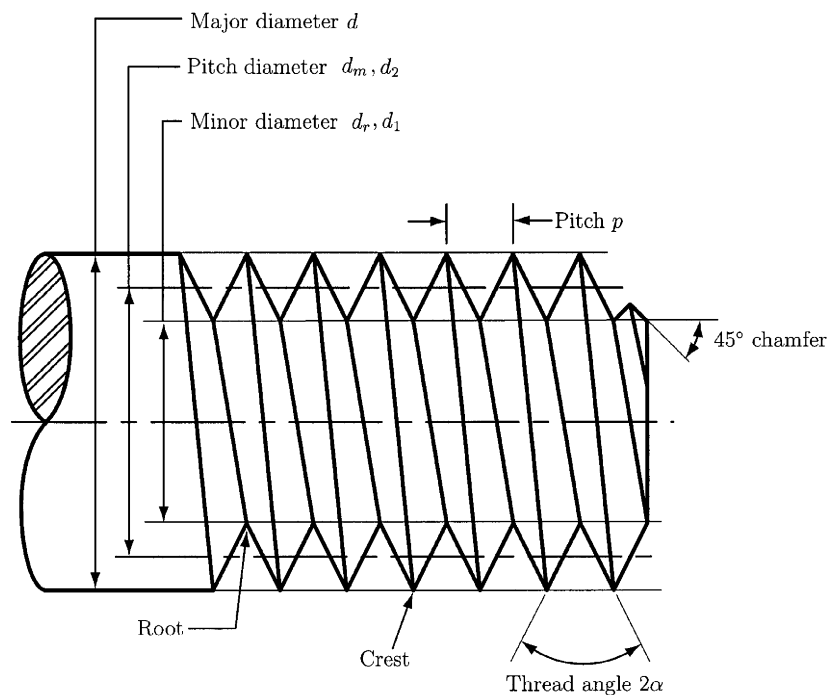 Major diameter d
Pitch diameter d_m, d_2
Minor diameter d_r, d_1
Pitch p
45° chamfer
Root
Crest
Thread angle 2α